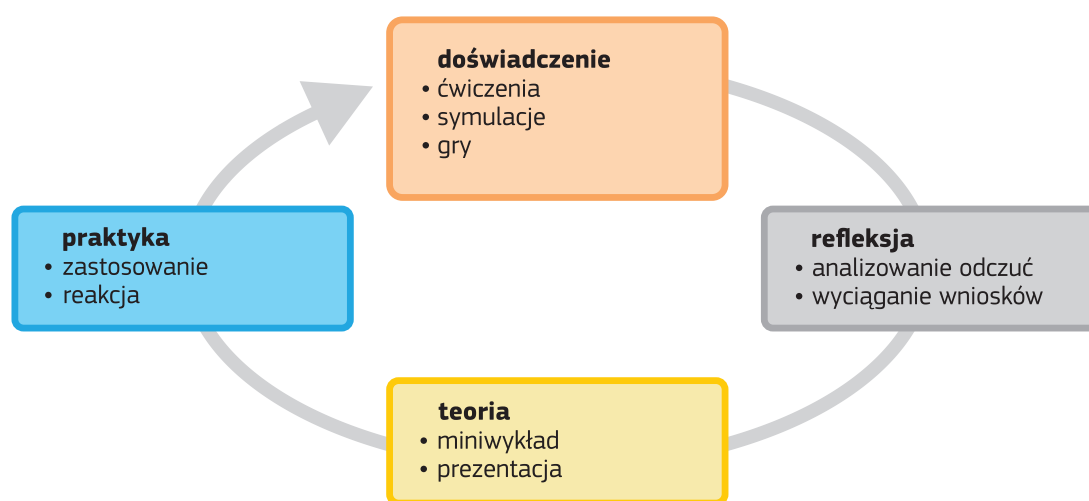 doświadczenie
• ćwiczenia
• symulacje
• gry
praktyka
• zastosowanie
• reakcja
refleksja
• analizowanie odczuć
• wyciąganie wniosków
teoria
• miniwykład
• prezentacja